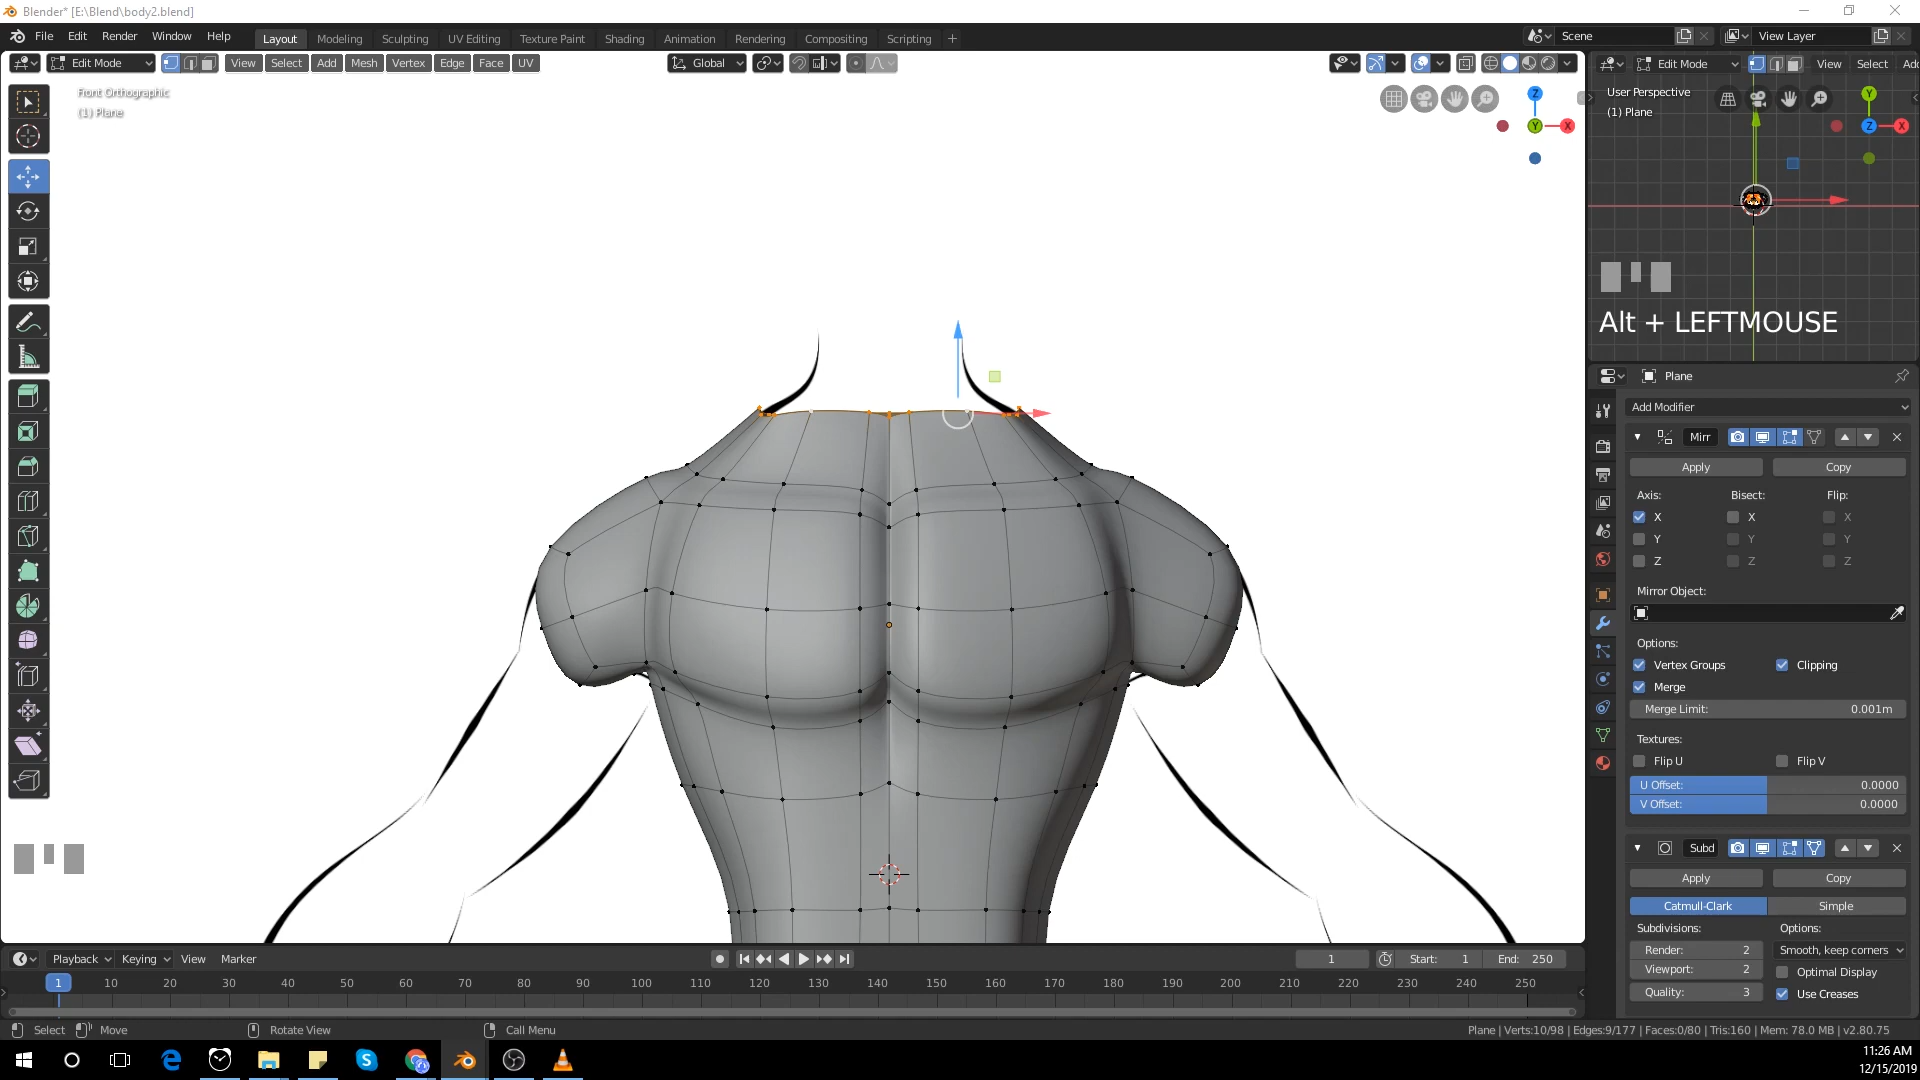 Blender* [E:\Blend\body2.blend]
File Edit Render Window Help
Layout Modeling Sculpting UV Editing Texture Paint Shading Animation Rendering Compositing Scripting +
Scene
View Layer
Edit Mode
View Select Add Mesh Vertex Edge Face UV
Global
Front Orthographic
(1) Plane
Z
Y
X
Edit Mode
View Select Add
User Perspective
(1) Plane
Y
Z
X
Alt + LEFTMOUSE
Plane
Add Modifier
Mirr
Apply Copy
Axis: Bisect: Flip:
X X X
Y Y Y
Z Z Z
Mirror Object:
Options:
Vertex Groups Clipping
Merge
Merge Limit: 0.001m
Textures:
Flip U Flip V
U Offset: 0.0000
V Offset: 0.0000
Subd
Apply Copy
Catmull-Clark Simple
Subdivisions: Options:
Render: 2 Smooth, keep corners
Viewport: 2 Optimal Display
Quality: 3 Use Creases
Playback Keying View Marker
1 Start: 1 End: 250
1 10 20 30 40 50 60 70 80 90 100 110 120 130 140 150 160 170 180 190 200 210 220 230 240 250
Select Move Rotate View Call Menu
Plane | Verts:10/98 | Edges:9/177 | Faces:0/80 | Tris:160 | Mem: 78.0 MB | v2.80.75
11:26 AM
12/15/2019